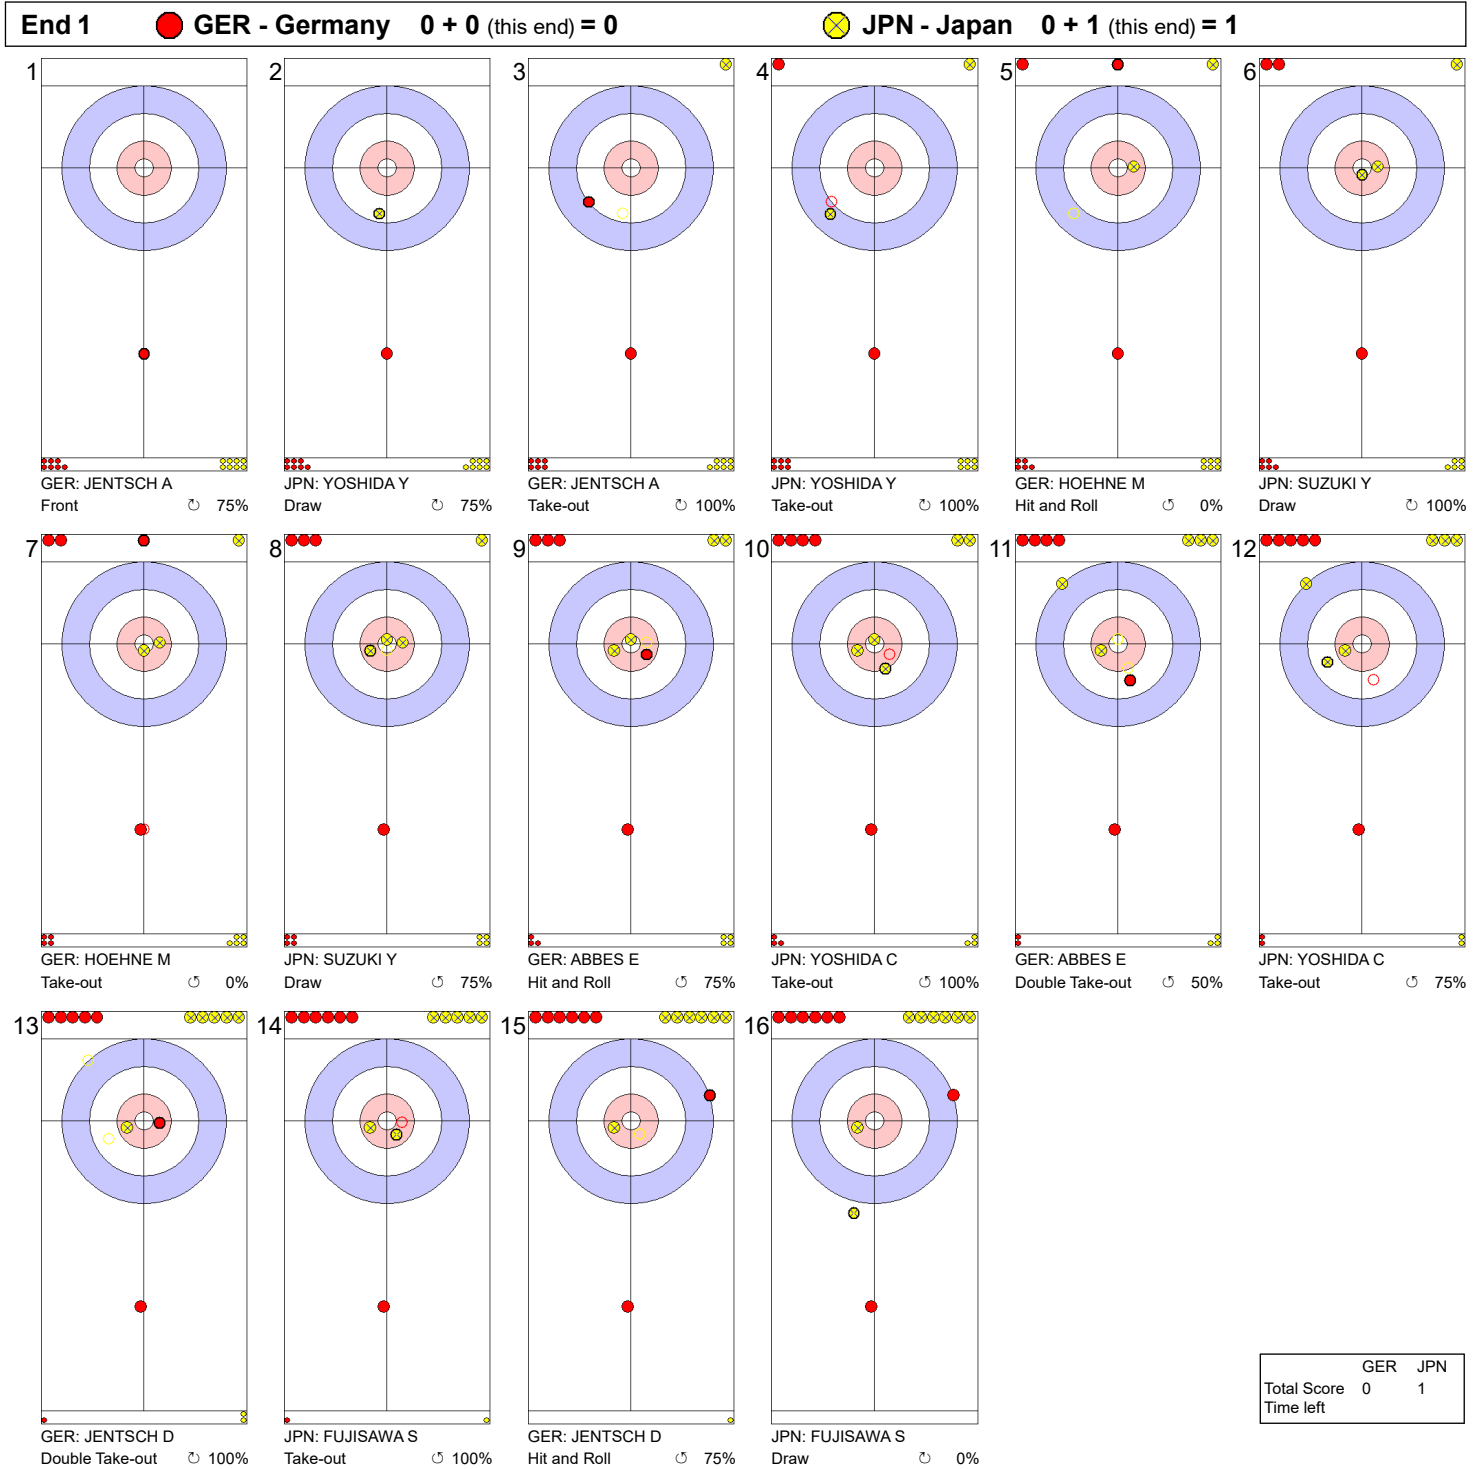 End 1 GER - Germany 0 + 0 (this end) = 0 JPN - Japan 0 + 1 (this end) = 1
1 2 3 4 5 6
GER: JENTSCH A JPN: YOSHIDA Y GER: JENTSCH A JPN: YOSHIDA Y GER: HOEHNE M JPN: SUZUKI Y
Front ↻ 75% Draw ↻ 75% Take-out ↻ 100% Take-out ↻ 100% Hit and Roll ↺ 0% Draw ↻ 100%
7 8 9 10 11 12
GER: HOEHNE M JPN: SUZUKI Y GER: ABBES E JPN: YOSHIDA C GER: ABBES E JPN: YOSHIDA C
Take-out ↺ 0% Draw ↺ 75% Hit and Roll ↺ 75% Take-out ↺ 100% Double Take-out ↺ 50% Take-out ↺ 75%
13 14 15 16
GER: JENTSCH D JPN: FUJISAWA S GER: JENTSCH D JPN: FUJISAWA S
Double Take-out ↻ 100% Take-out ↻ 100% Hit and Roll ↺ 75% Draw ↺ 0%
GER JPN
Total Score 0 1
Time left